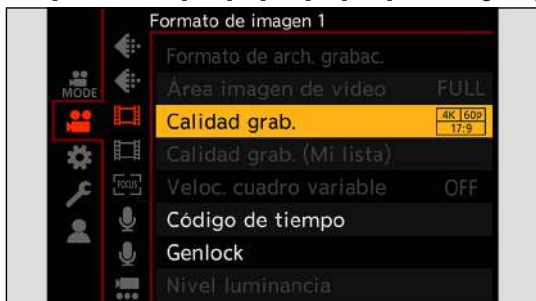 Formato de imagen 1
MODE
Formato de arch. grabac.
Área imagen de vídeo FULL
Calidad grab. 4K 60p 17:9
Calidad grab. (Mi lista)
FOCUS
Veloc. cuadro variable OFF
Código de tiempo
Genlock
Nivel luminancia